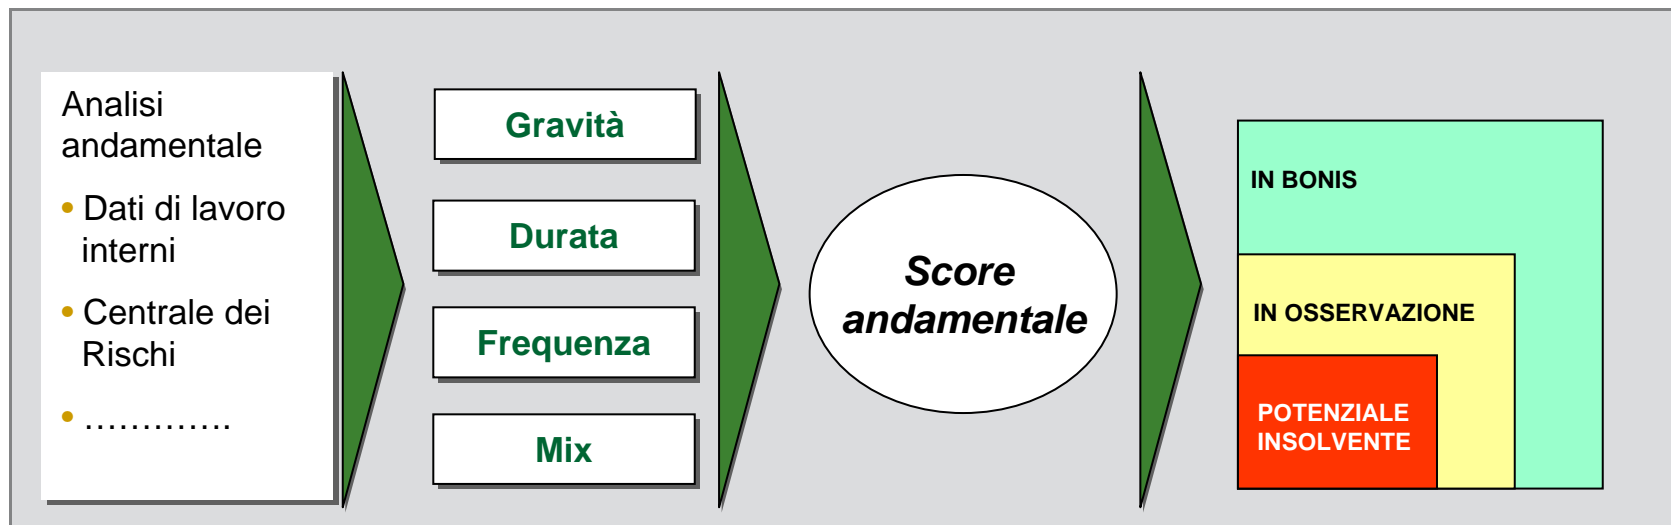 Analisi
andamentale
• Dati di lavoro
interni
• Centrale dei
Rischi
• ………….
Gravità
Durata
Frequenza
Mix
Score
andamentale
IN BONIS
IN OSSERVAZIONE
POTENZIALE
INSOLVENTE